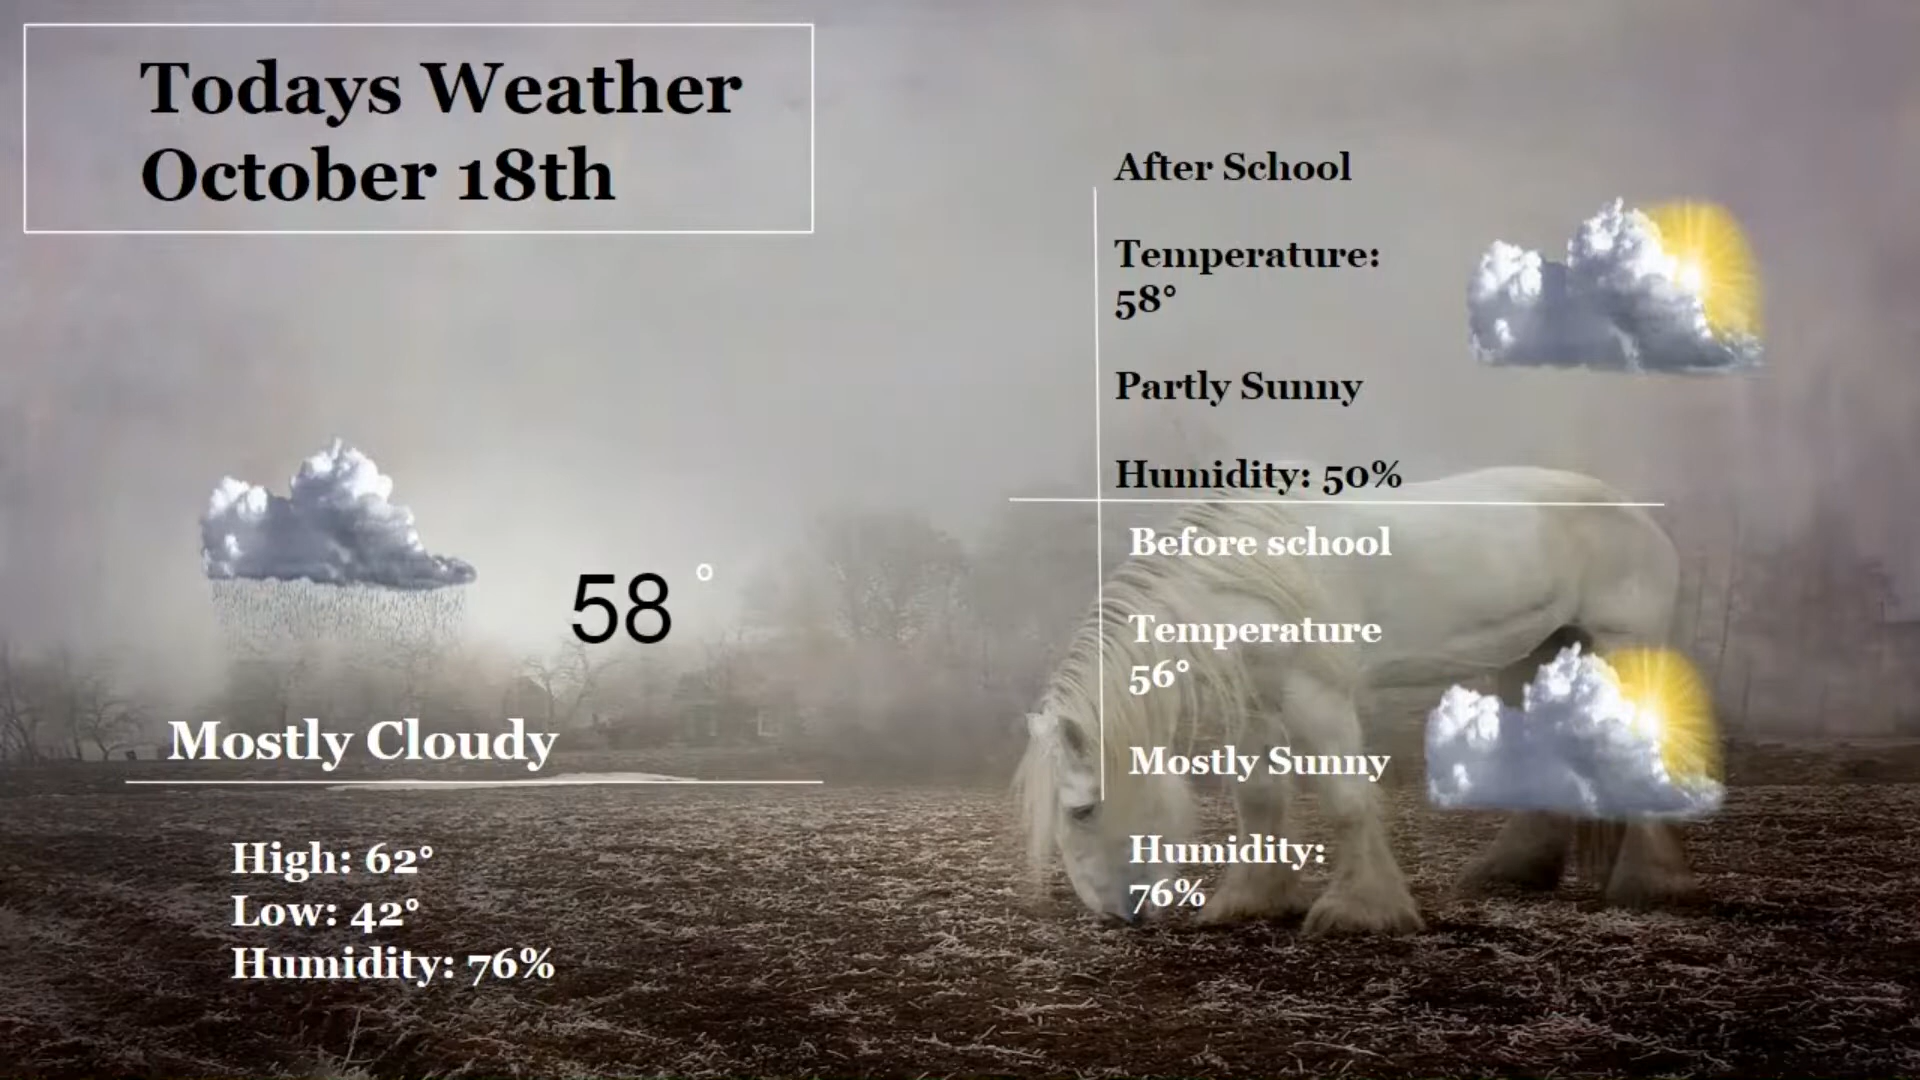 Todays Weather
October 18th
58°
Mostly Cloudy
High: 62°
Low: 42°
Humidity: 76%
After School
Temperature:
58°
Partly Sunny
Humidity: 50%
Before school
Temperature
56°
Mostly Sunny
Humidity:
76%